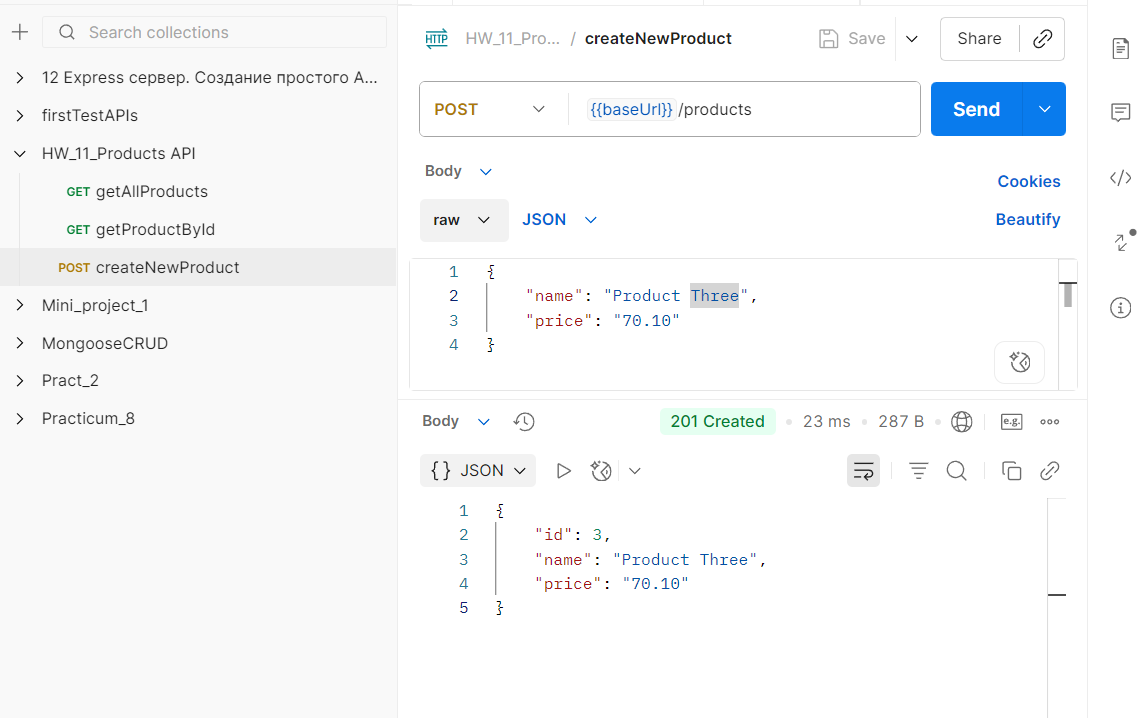 Search collections
12 Express сервер. Создание простого A...
firstTestAPIs
HW_11_Products API
GET getAllProducts
GET getProductById
POST createNewProduct
Mini_project_1
MongooseCRUD
Pract_2
Practicum_8
HTTP HW_11_Pro... / createNewProduct Save Share
POST {{baseUrl}}/products Send
Body Cookies
raw JSON Beautify
1 {
2 "name": "Product Three",
3 "price": "70.10"
4 }
Body 201 Created 23 ms 287 B e.g.
{} JSON
1 {
2 "id": 3,
3 "name": "Product Three",
4 "price": "70.10"
5 }